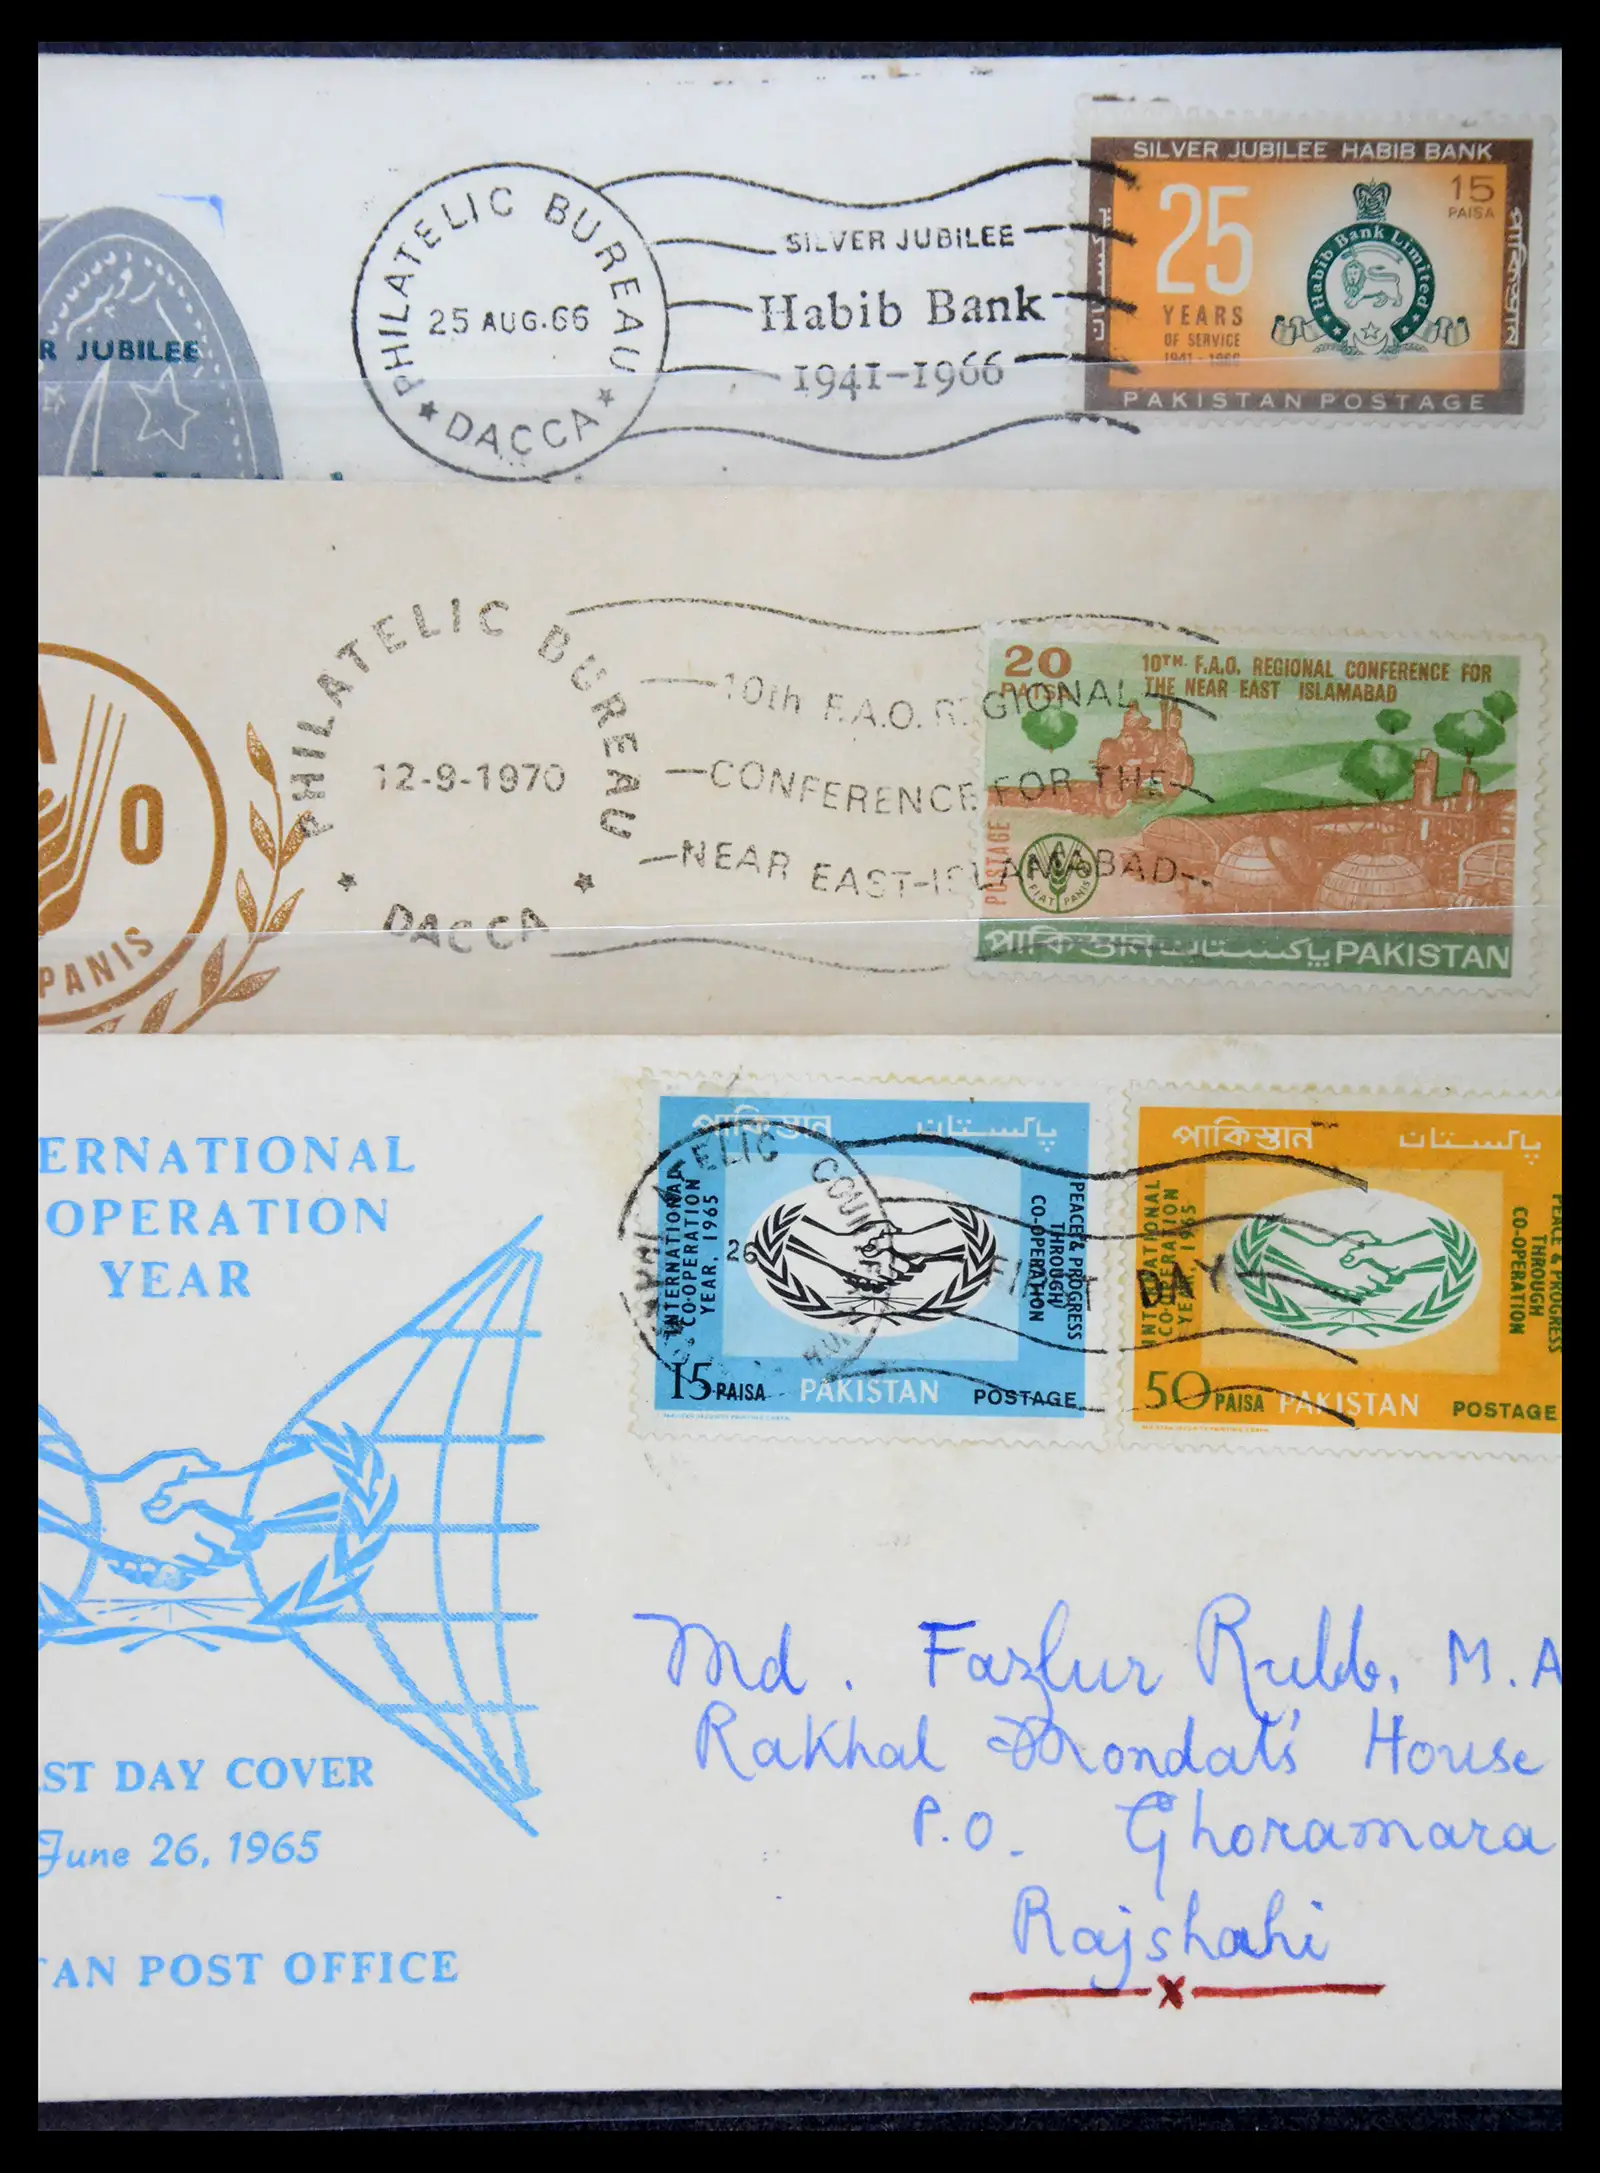 R JUBILEE
PHILATELIC BUREAU
25 AUG.66
★ DACCA ★
SILVER JUBILEE
Habib Bank
1941-1966
SILVER JUBILEE HABIB BANK
25
YEARS
OF SERVICE
15
PAISA
Habib Bank Limited
پاکستان
PAKISTAN POSTAGE
A
O
PANIS
PHILATELIC BUREAU
12-9-1970
★ DACCA ★
10th F.A.O. REGIONAL
CONFERENCE FOR THE
NEAR EAST-ISLAMABAD
20
PAISA
10TH. F.A.O. REGIONAL CONFERENCE FOR
THE NEAR EAST ISLAMABAD
POSTAGE
FIAT PANIS
পাকিস্তান پاکستان PAKISTAN
ERNATIONAL
OPERATION
YEAR
ST DAY COVER
June 26, 1965
TAN POST OFFICE
পাকিস্তান پاکستان
INTERNATIONAL
CO-OPERATION
YEAR, 1965
PEACE & PROGRESS
THROUGH
CO-OPERATION
15 PAISA PAKISTAN POSTAGE
26
DAY
পাকিস্তান پاکستان
INTERNATIONAL
CO-OPERATION
YEAR, 1965
PEACE & PROGRESS
THROUGH
CO-OPERATION
50 PAISA PAKISTAN POSTAGE
Md. Fazlur Rubb, M.A
Rakhal Mondal's House
P.O. Ghoramara
Rajshahi
x